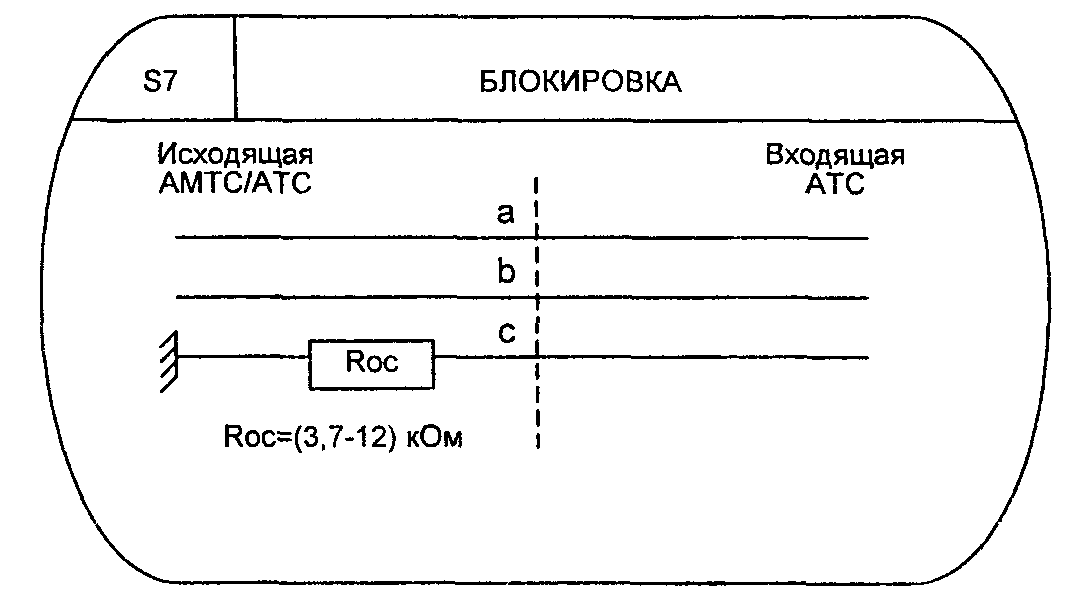 S7
БЛОКИРОВКА
Исходящая
АМТС/АТС
Входящая
АТС
a
b
c
Roc
Roc=(3,7-12) кОм